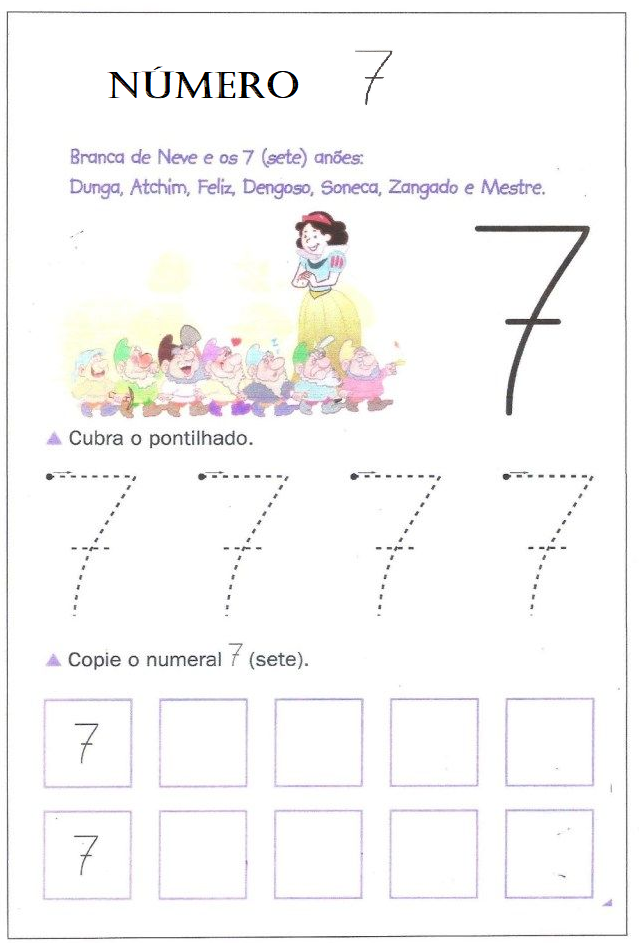 NÚMERO 7
Branca de Neve e os 7 (sete) anões:
Dunga, Atchim, Feliz, Dengoso, Soneca, Zangado e Mestre.
7
Cubra o pontilhado.
7 7 7 7
Copie o numeral 7 (sete).
7
7